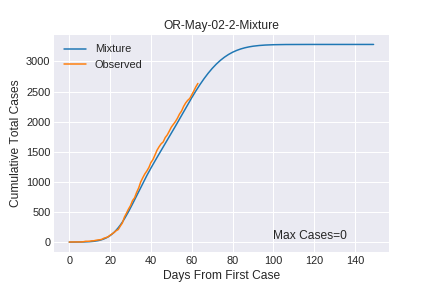 OR-May-02-2-Mixture
Mixture
Observed
Cumulative Total Cases
3000
2500
2000
1500
1000
500
0
Max Cases=0
0 20 40 60 80 100 120 140
Days From First Case